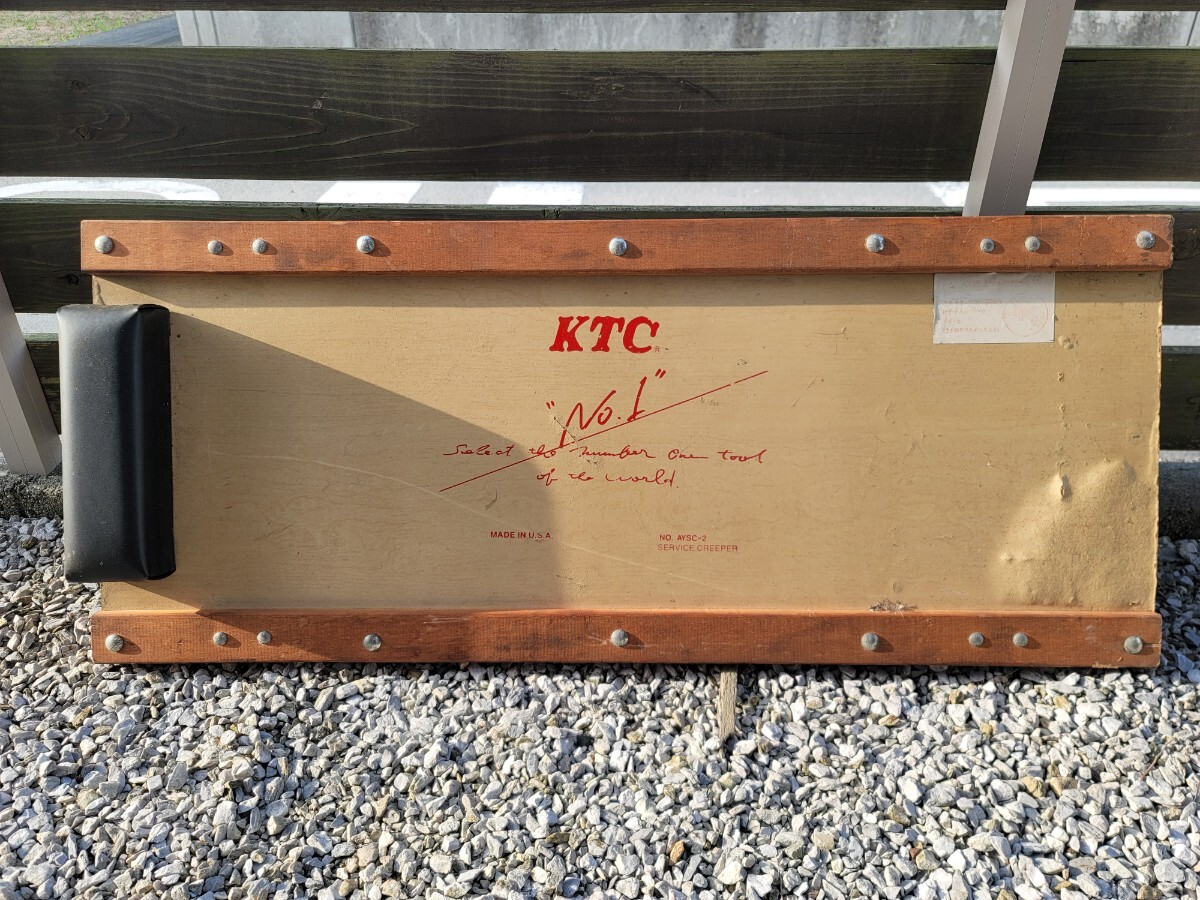 KTC®
"No.1"
Select the number one tool
of the world.
MADE IN U.S.A.
NO. AYSC-2
SERVICE CREEPER